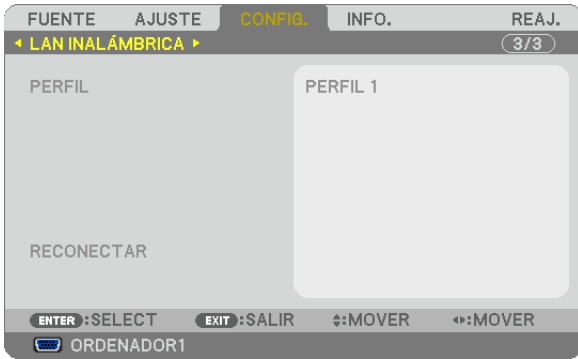 FUENTE AJUSTE CONFIG. INFO. REAJ.
LAN INALÁMBRICA 3/3
PERFIL PERFIL 1
RECONECTAR
ENTER :SELECT EXIT :SALIR :MOVER :MOVER
ORDENADOR1